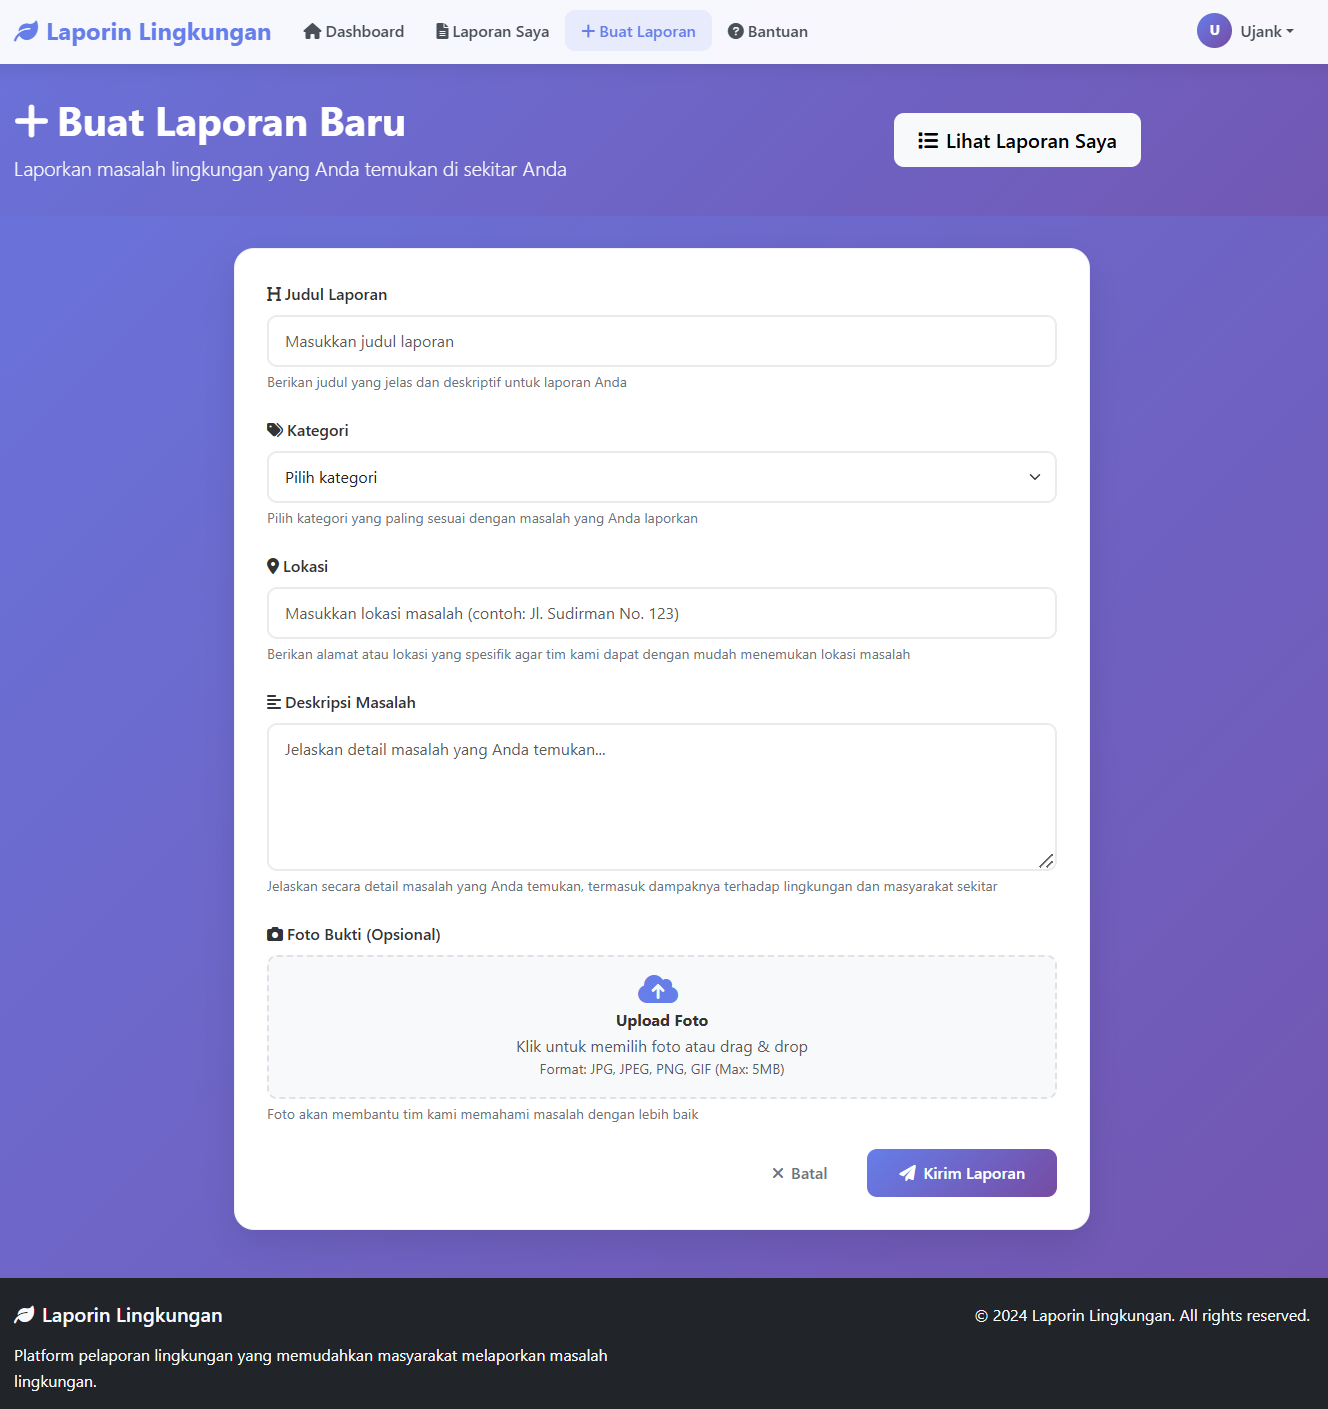 Laporin Lingkungan
Dashboard
Laporan Saya
Buat Laporan
Bantuan
U
Ujank
Buat Laporan Baru
Laporkan masalah lingkungan yang Anda temukan di sekitar Anda
Lihat Laporan Saya
Judul Laporan
Masukkan judul laporan
Berikan judul yang jelas dan deskriptif untuk laporan Anda
Kategori
Pilih kategori
Pilih kategori yang paling sesuai dengan masalah yang Anda laporkan
Lokasi
Masukkan lokasi masalah (contoh: Jl. Sudirman No. 123)
Berikan alamat atau lokasi yang spesifik agar tim kami dapat dengan mudah menemukan lokasi masalah
Deskripsi Masalah
Jelaskan detail masalah yang Anda temukan...
Jelaskan secara detail masalah yang Anda temukan, termasuk dampaknya terhadap lingkungan dan masyarakat sekitar
Foto Bukti (Opsional)
Upload Foto
Klik untuk memilih foto atau drag & drop
Format: JPG, JPEG, PNG, GIF (Max: 5MB)
Foto akan membantu tim kami memahami masalah dengan lebih baik
Batal
Kirim Laporan
Laporin Lingkungan
© 2024 Laporin Lingkungan. All rights reserved.
Platform pelaporan lingkungan yang memudahkan masyarakat melaporkan masalah
lingkungan.